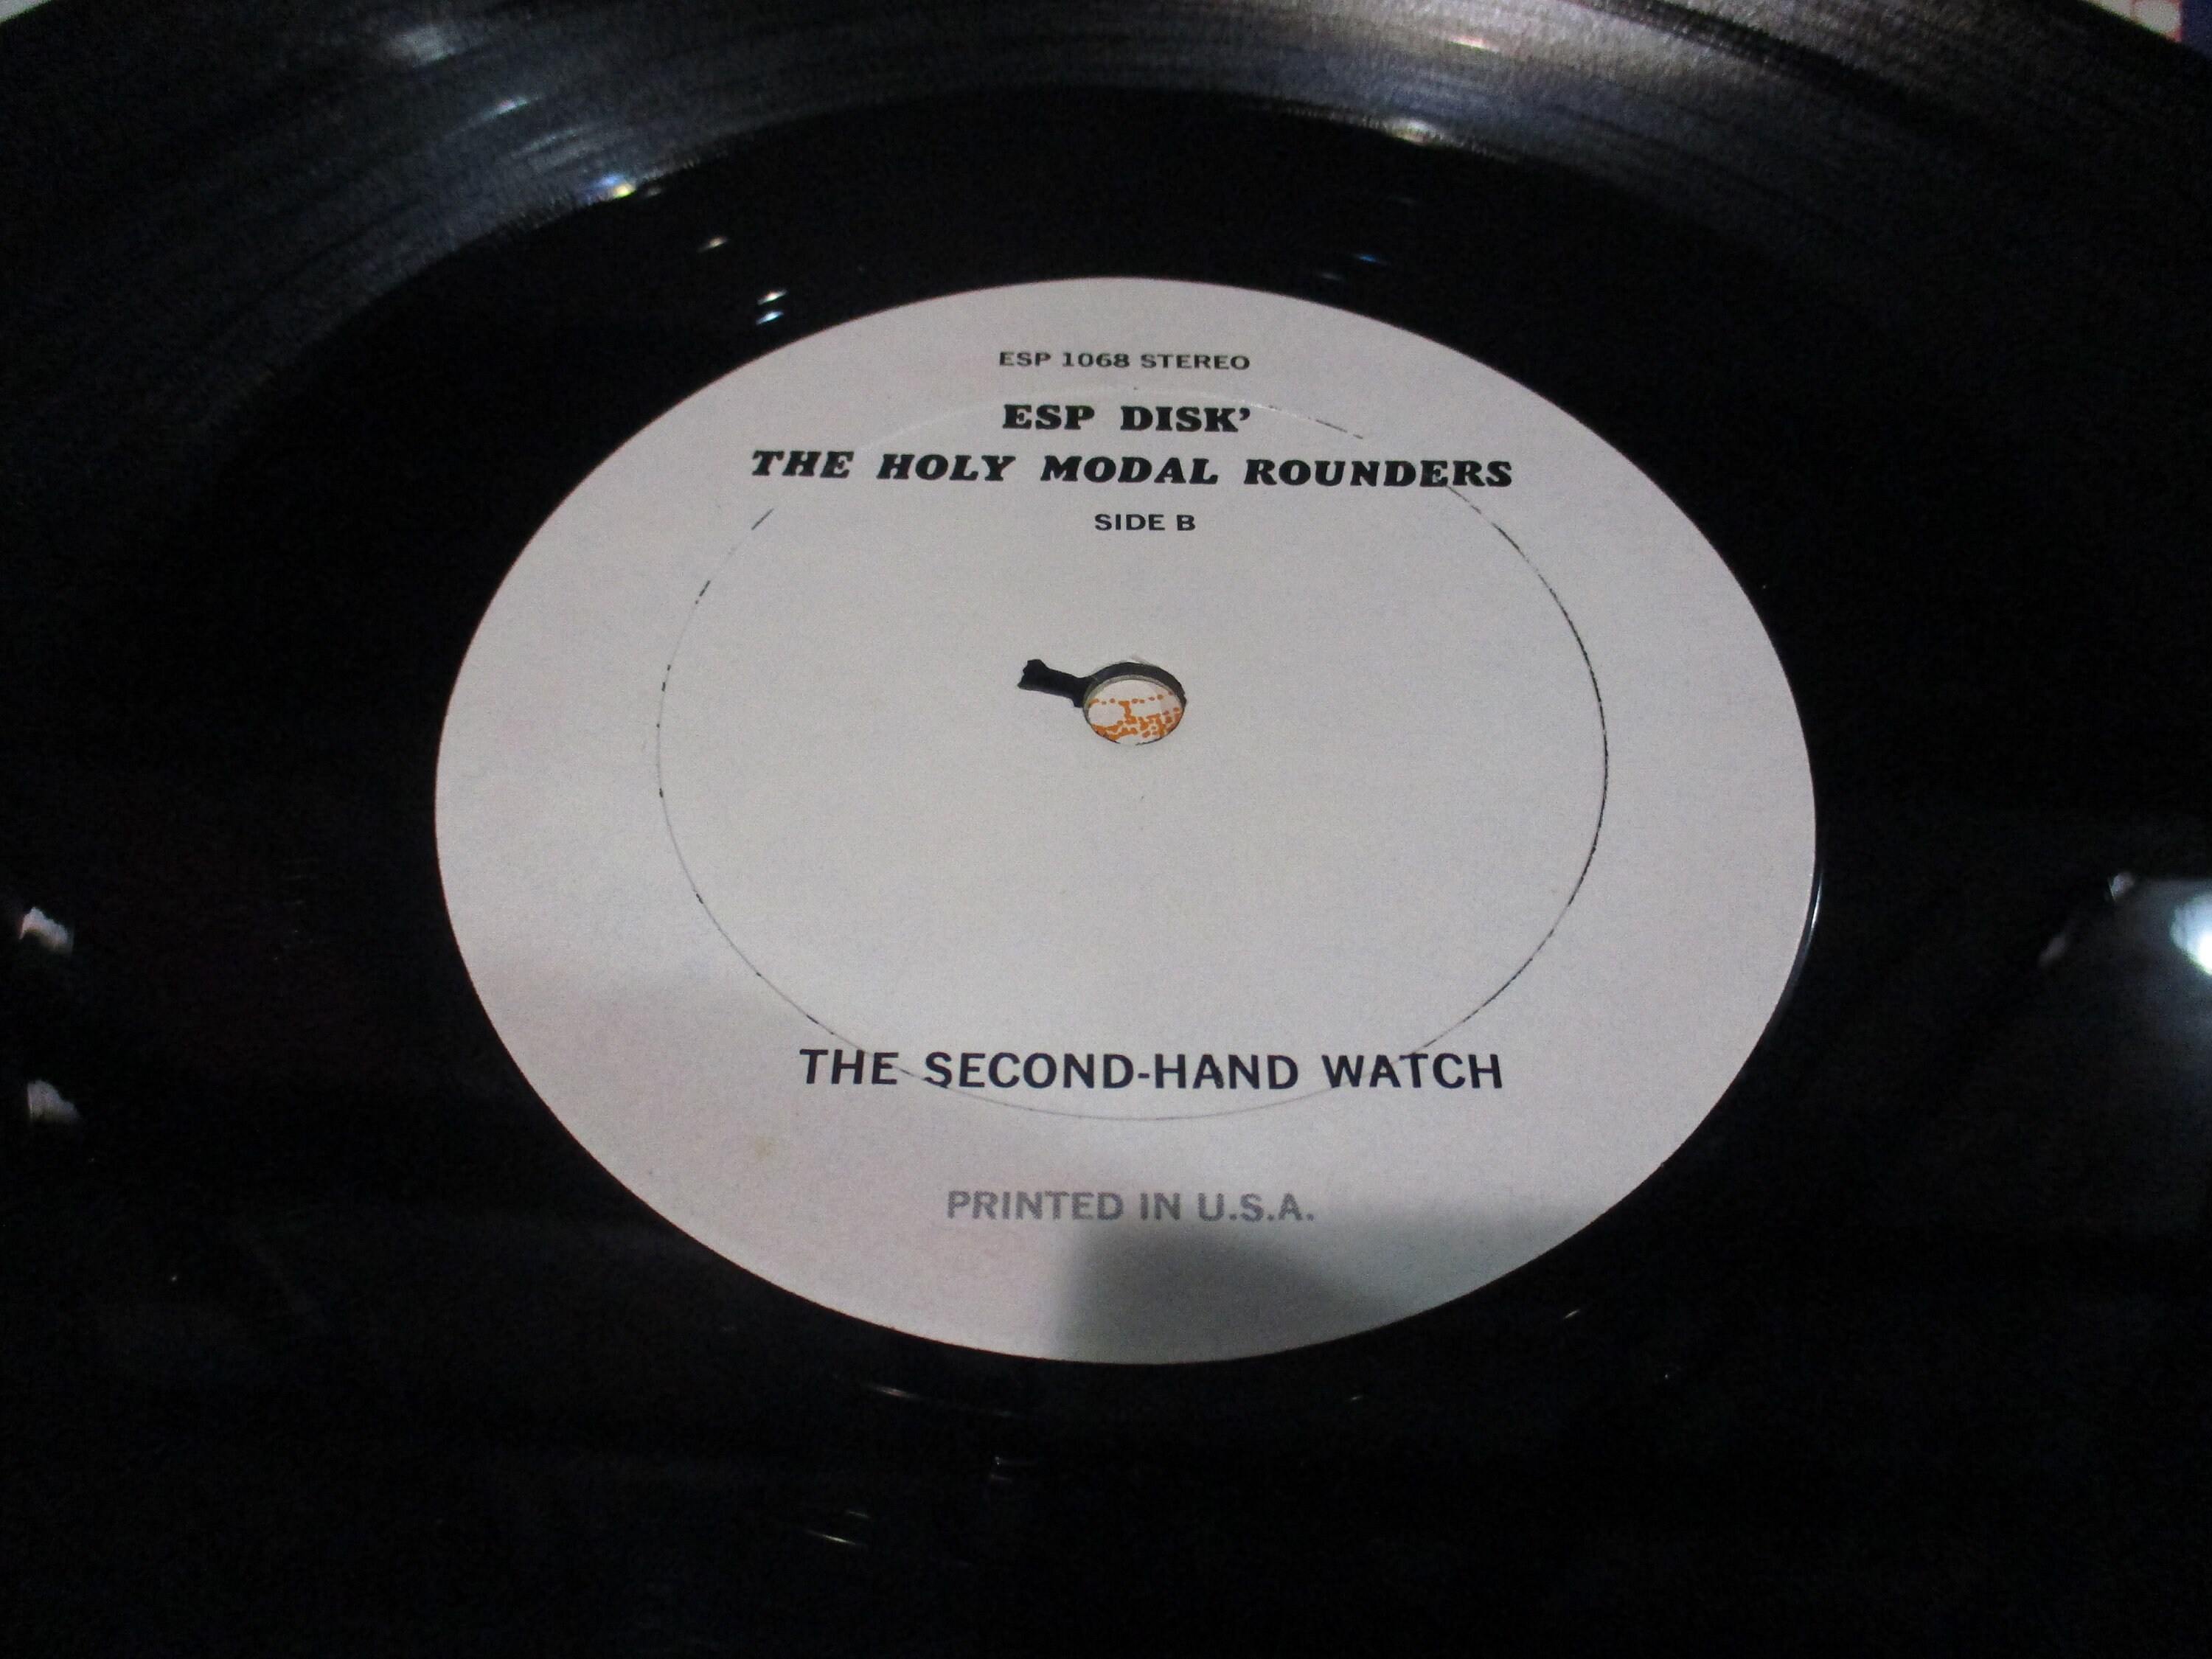 ESP 1068 STEREO
ESP DISK’
THE HOLY MODAL ROUNDERS
SIDE B
THE SECOND-HAND WATCH
PRINTED IN U.S.A.